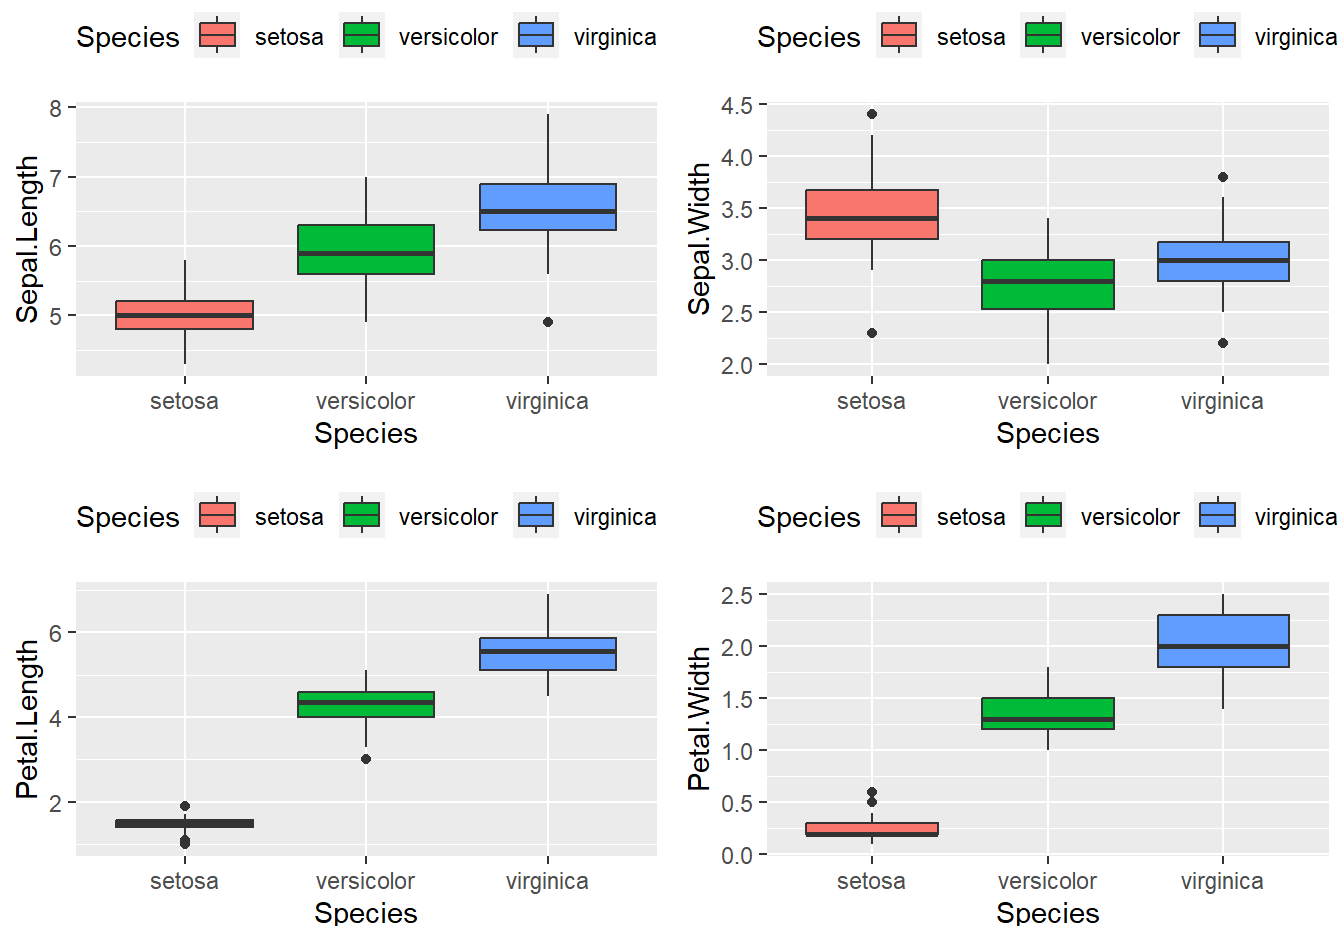 Species setosa versicolor virginica
Sepal.Length
8
7
6
5
setosa versicolor virginica
Species
Species setosa versicolor virginica
Sepal.Width
4.5
4.0
3.5
3.0
2.5
2.0
setosa versicolor virginica
Species
Species setosa versicolor virginica
Petal.Length
6
4
2
setosa versicolor virginica
Species
Species setosa versicolor virginica
Petal.Width
2.5
2.0
1.5
1.0
0.5
0.0
setosa versicolor virginica
Species